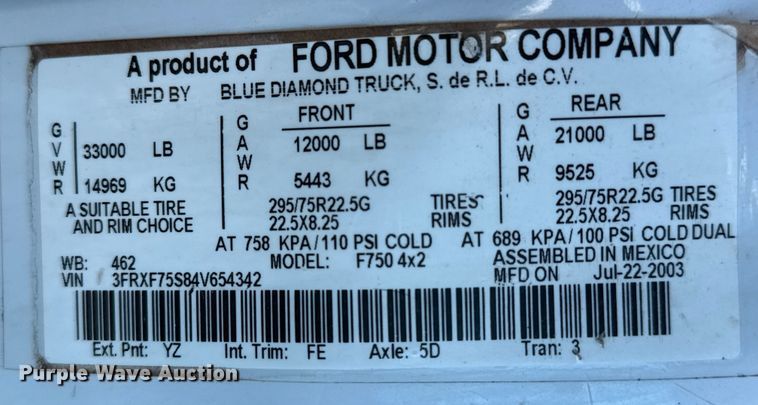 A product of FORD MOTOR COMPANY
MFD BY BLUE DIAMOND TRUCK, S. de R.L. de C.V.
GVWR 33000 LB
14969 KG
GAWR FRONT
12000 LB
5443 KG
GAWR REAR
21000 LB
9525 KG
A SUITABLE TIRE AND RIM CHOICE
295/75R22.5G TIRES
22.5X8.25 RIMS
295/75R22.5G TIRES
22.5X8.25 RIMS
AT 758 KPA/110 PSI COLD AT 689 KPA/100 PSI COLD DUAL
WB: 462 MODEL: F750 4x2 ASSEMBLED IN MEXICO
VIN 3FRXF75S84V654342 MFD ON Jul-22-2003
Ext. Pnt: YZ Int. Trim: FE Axle: 5D Tran: 3
Purple Wave Auction